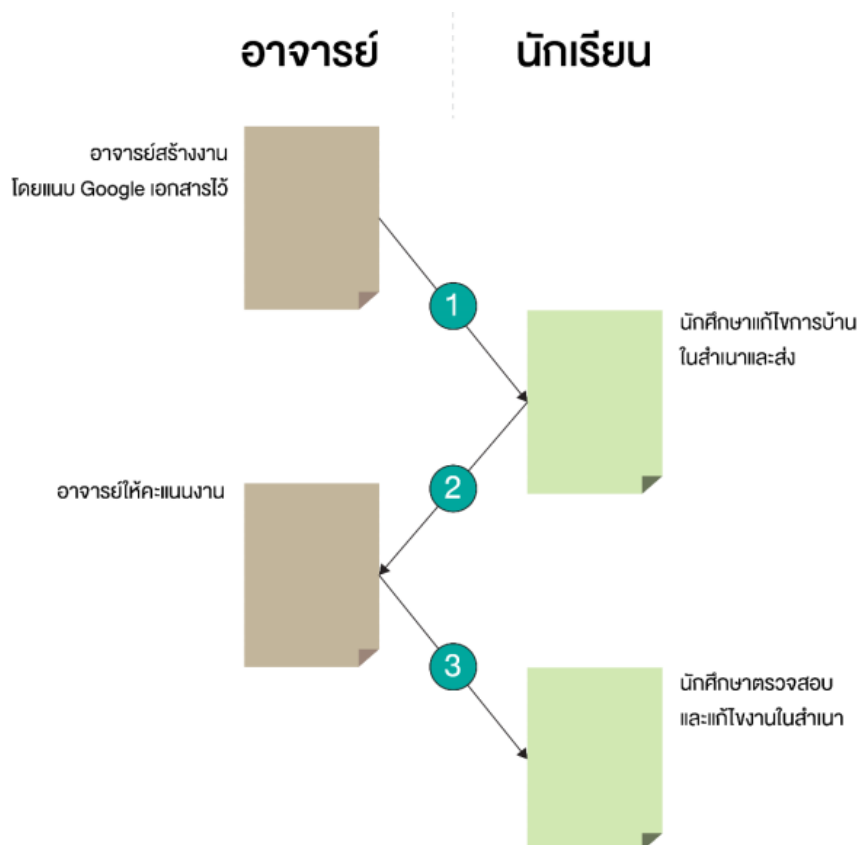 อาจารย์
นักเรียน
อาจารย์สร้างงาน
โดยแนบ Google เอกสารไว้
1
นักศึกษาแก้ไขการบ้าน
ในสำเนาและส่ง
2
อาจารย์ให้คะแนนงาน
3
นักศึกษาตรวจสอบ
และแก้ไขงานในสำเนา